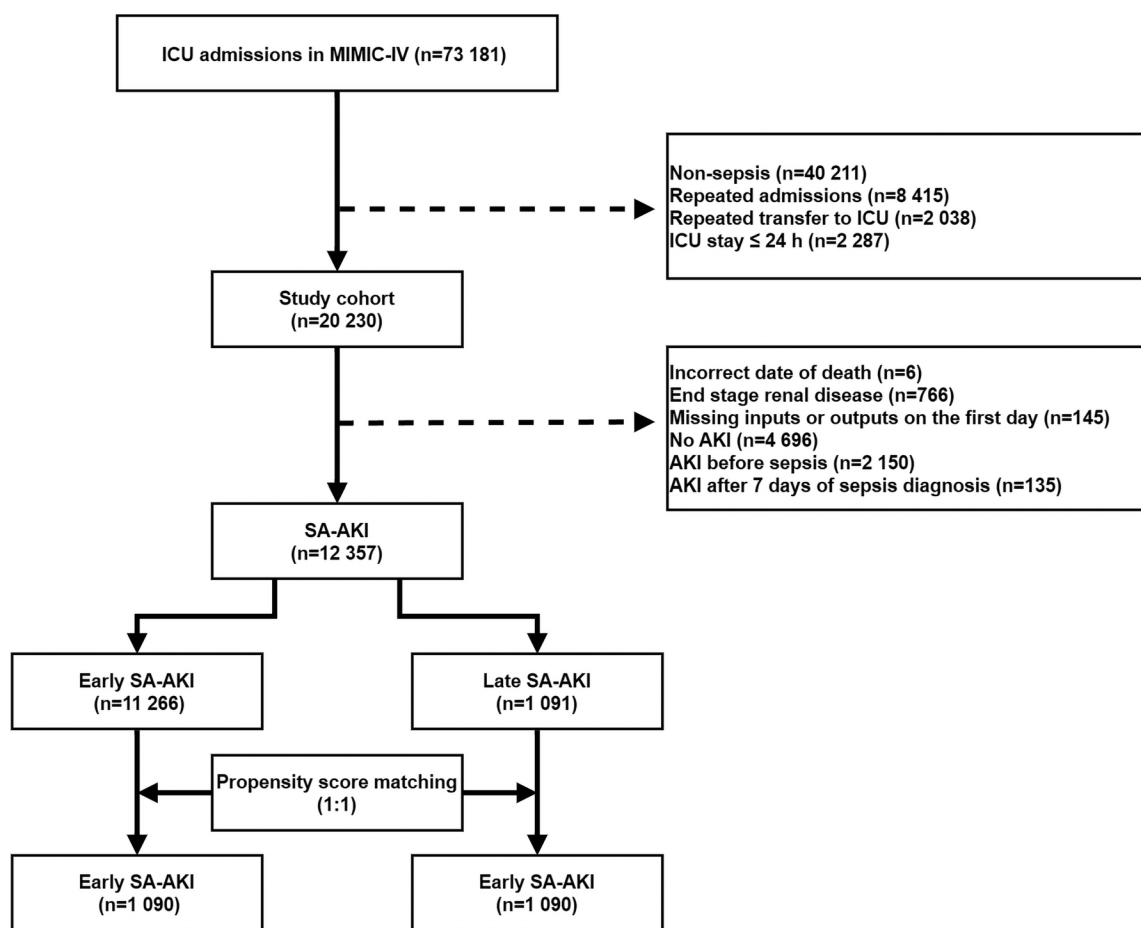 ICU admissions in MIMIC-IV (n=73 181)
Non-sepsis (n=40 211)
Repeated admissions (n=8 415)
Repeated transfer to ICU (n=2 038)
ICU stay ≤ 24 h (n=2 287)
Study cohort
(n=20 230)
Incorrect date of death (n=6)
End stage renal disease (n=766)
Missing inputs or outputs on the first day (n=145)
No AKI (n=4 696)
AKI before sepsis (n=2 150)
AKI after 7 days of sepsis diagnosis (n=135)
SA-AKI
(n=12 357)
Early SA-AKI
(n=11 266)
Late SA-AKI
(n=1 091)
Propensity score matching
(1:1)
Early SA-AKI
(n=1 090)
Early SA-AKI
(n=1 090)